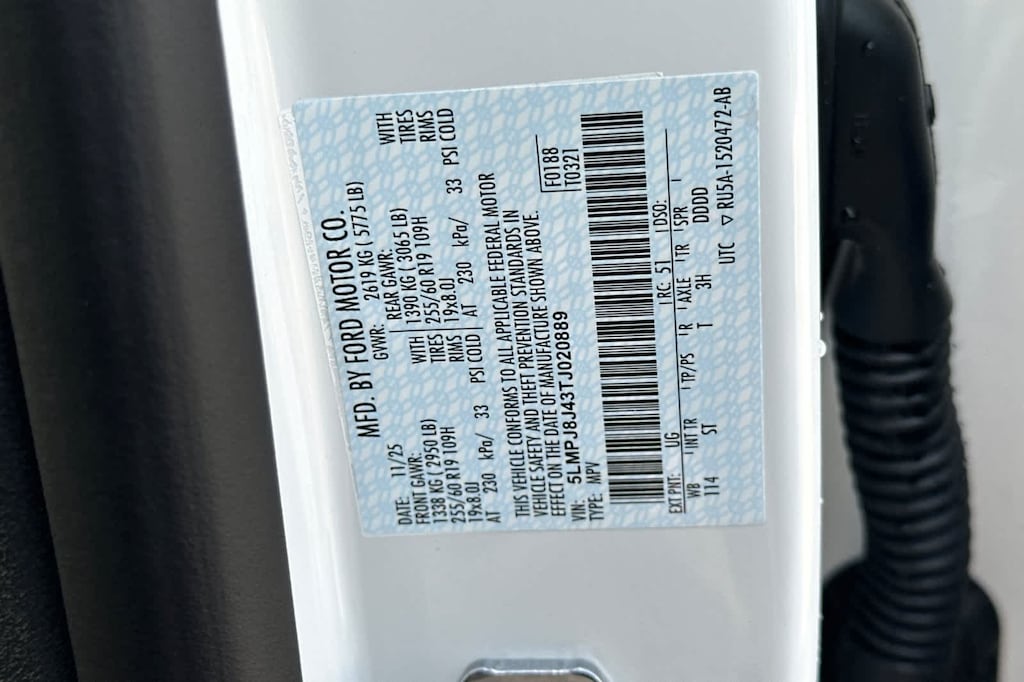 MFD. BY FORD MOTOR CO.
DATE: 11/25 GVWR: 2619 KG ( 5775 LB)
FRONT GAWR: REAR GAWR:
1338 KG ( 2950 LB) WITH 1390 KG ( 3065 LB) WITH
255/60 R19 109H TIRES 255/60 R19 109H TIRES
19x8.0J RIMS 19x8.0J RIMS
AT 230 kPa/ 33 PSI COLD AT 230 kPa/ 33 PSI COLD
THIS VEHICLE CONFORMS TO ALL APPLICABLE FEDERAL MOTOR
VEHICLE SAFETY AND THEFT PREVENTION STANDARDS IN
EFFECT ON THE DATE OF MANUFACTURE SHOWN ABOVE.
VIN: 5LMPJ8J43TJ020889 F0188
TYPE: MPV T0321
EXT PNT: UG RC: 51 DSO:
WB INT TR TP/PS R AXLE TR SPR
114 ST T 3H DDDD
UTC ▽ RU5A-1520472-AB